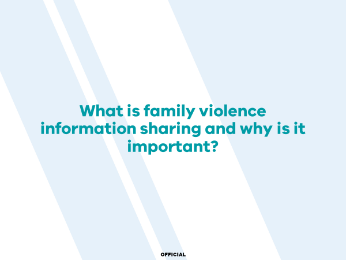 What is family violence
information sharing and why is it
important?
OFFICIAL